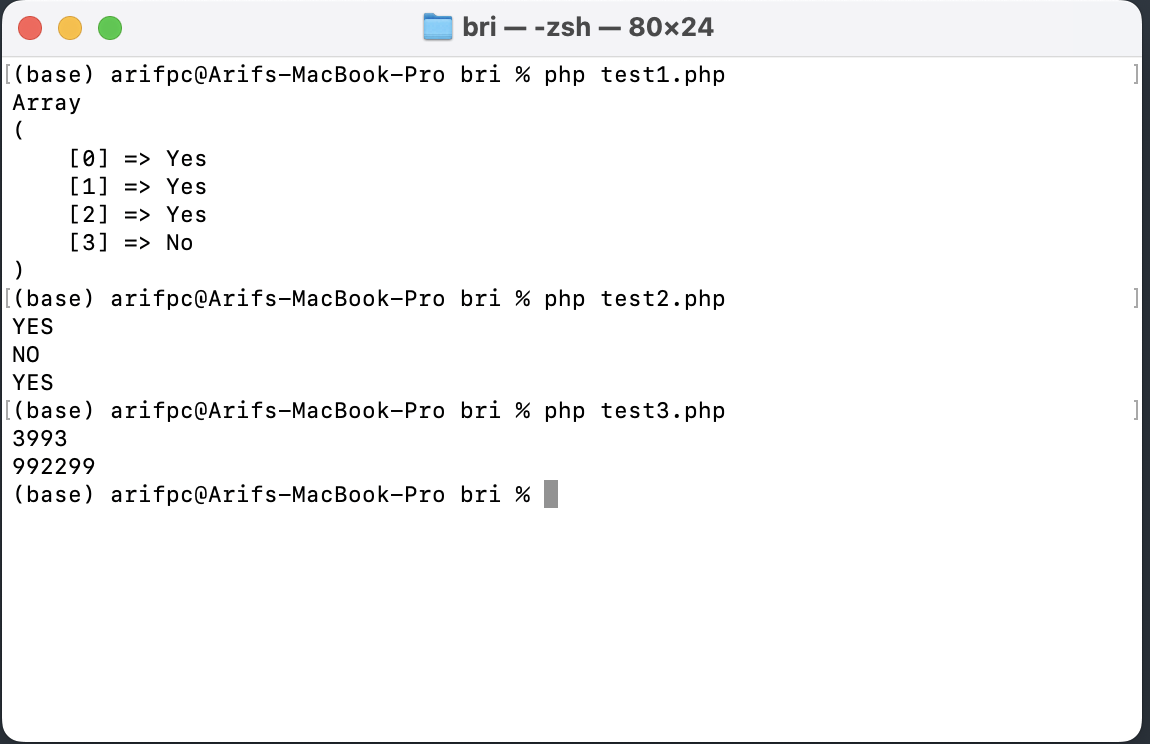 bri — -zsh — 80×24
[(base) arifpc@Arifs-MacBook-Pro bri % php test1.php ]
Array
(
    [0] => Yes
    [1] => Yes
    [2] => Yes
    [3] => No
)
[(base) arifpc@Arifs-MacBook-Pro bri % php test2.php ]
YES
NO
YES
[(base) arifpc@Arifs-MacBook-Pro bri % php test3.php ]
3993
992299
(base) arifpc@Arifs-MacBook-Pro bri %